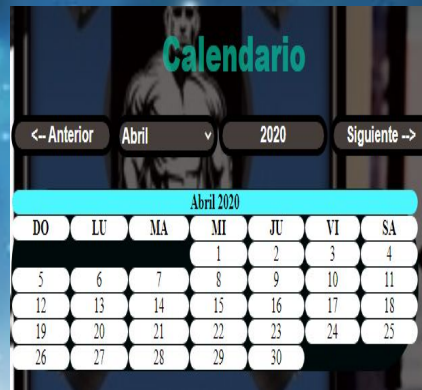 Calendario
<-- Anterior Abril 2020 Siguiente -->
Abril 2020
DO LU MA MI JU VI SA
1 2 3 4
5 6 7 8 9 10 11
12 13 14 15 16 17 18
19 20 21 22 23 24 25
26 27 28 29 30